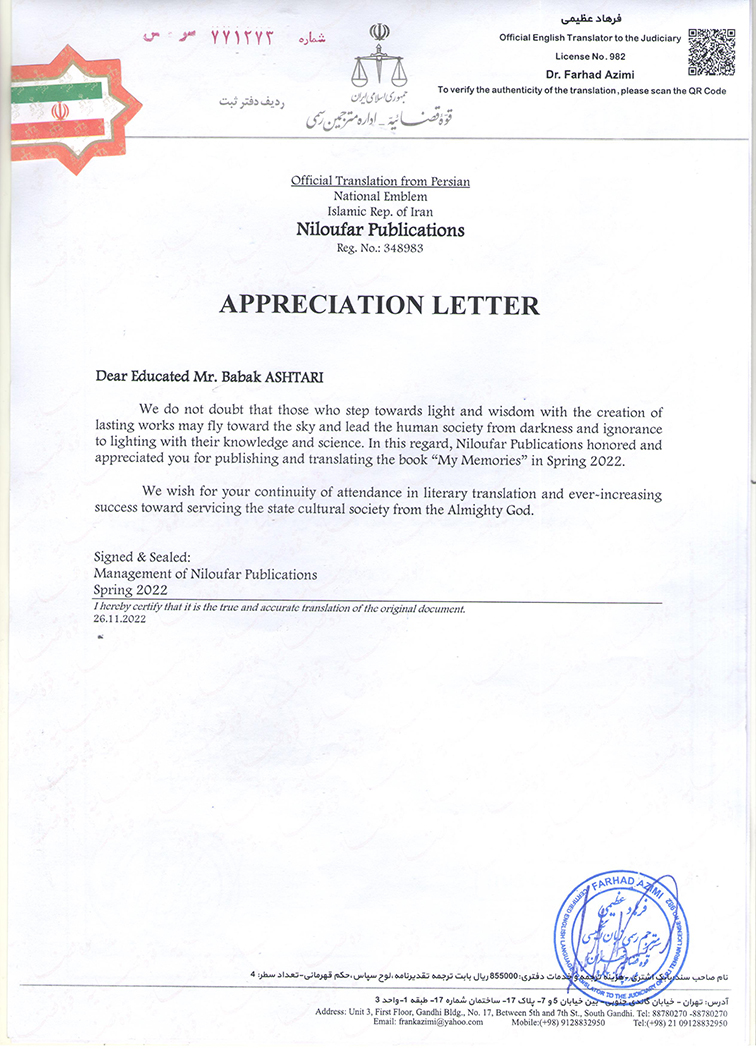 شماره ۷۷۱۲۷۳ سر س
فرهاد عظیمی
Official English Translator to the Judiciary
License No. 982
Dr. Farhad Azimi
To verify the authenticity of the translation, please scan the QR Code
جمهوری اسلامی ایران
ردیف دفتر ثبت
قوه قضائیه - اداره مترجمین رسمی
Official Translation from Persian
National Emblem
Islamic Rep. of Iran
Niloufar Publications
Reg. No.: 348983
APPRECIATION LETTER
Dear Educated Mr. Babak ASHTARI
We do not doubt that those who step towards light and wisdom with the creation of
lasting works may fly toward the sky and lead the human society from darkness and ignorance
to lighting with their knowledge and science. In this regard, Niloufar Publications honored and
appreciated you for publishing and translating the book “My Memories” in Spring 2022.
We wish for your continuity of attendance in literary translation and ever-increasing
success toward servicing the state cultural society from the Almighty God.
Signed & Sealed:
Management of Niloufar Publications
Spring 2022
I hereby certify that it is the true and accurate translation of the original document.
26.11.2022
FARHAD AZIMI
فرهاد عظیمی
مترجم رسمی زبان انگلیسی
قوه قضائیه
نام صاحب سند: بابک اشتری - هزینه ترجمه و خدمات دفتری: 855000 ریال بابت ترجمه تقدیرنامه، لوح سپاس، حکم قهرمانی-تعداد سطر: 4
آدرس: تهران - خیابان گاندی جنوبی- بین خیابان 5 و 7- پلاک 17- ساختمان شماره 17- طبقه 1-واحد 3
Address: Unit 3, First Floor, Gandhi Bldg., No. 17, Between 5th and 7th St., South Gandhi. Tel: 88780270 -88780270
Email: frankazimi@yahoo.com Mobile:(+98) 9128832950 Tel:(+98) 21 09128832950